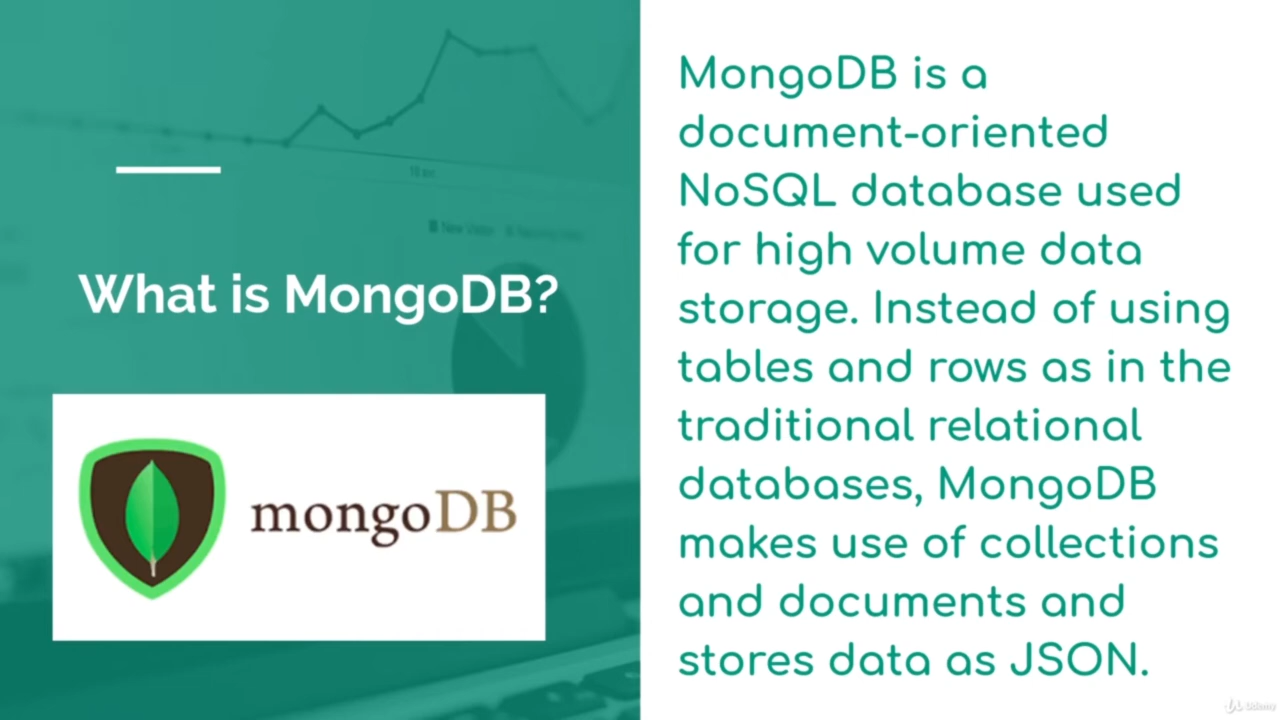 What is MongoDB?
mongoDB
MongoDB is a
document-oriented
NoSQL database used
for high volume data
storage. Instead of using
tables and rows as in the
traditional relational
databases, MongoDB
makes use of collections
and documents and
stores data as JSON.
Udemy